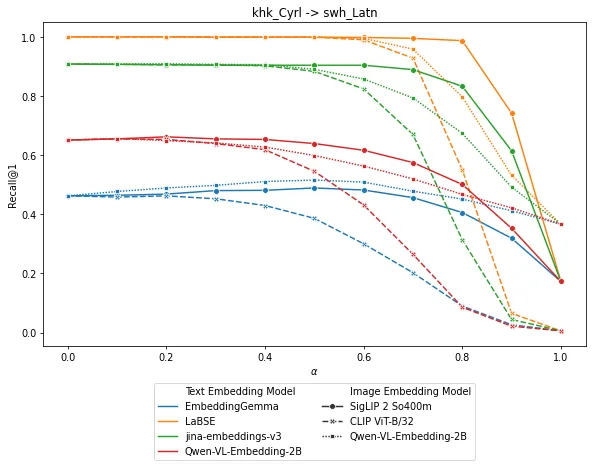 khk_Cyrl -> swh_Latn
Recall@1
1.0
0.8
0.6
0.4
0.2
0.0
0.0 0.2 0.4 0.6 0.8 1.0
α
Text Embedding Model Image Embedding Model
EmbeddingGemma SigLIP 2 So400m
LaBSE CLIP ViT-B/32
jina-embeddings-v3 Qwen-VL-Embedding-2B
Qwen-VL-Embedding-2B